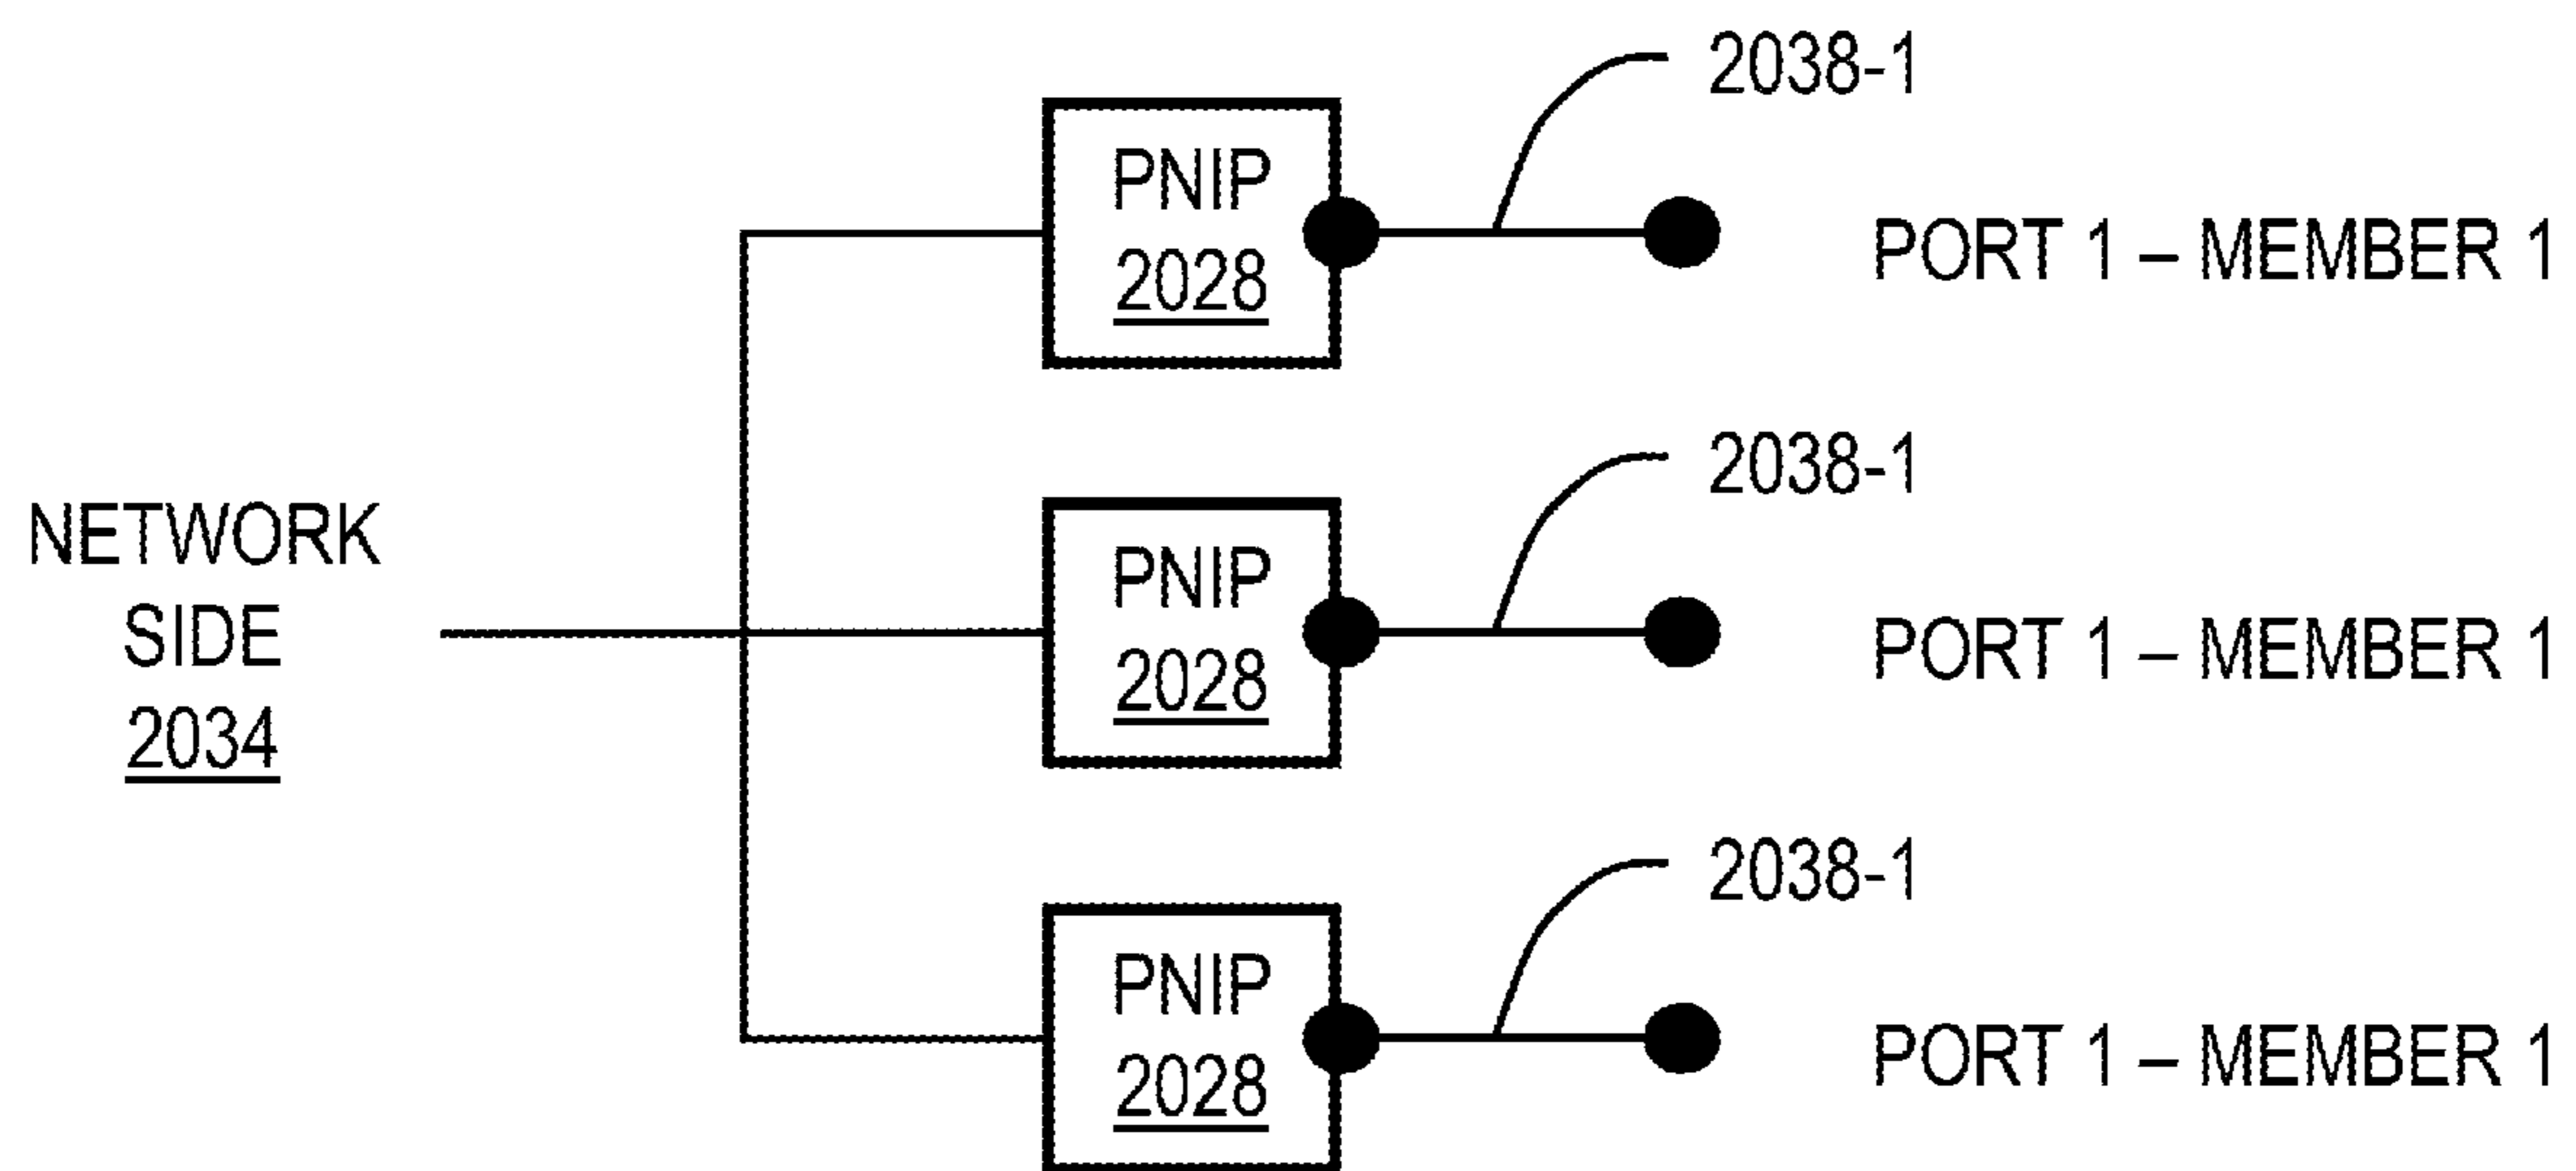 2038-1
PNIP
2028
PORT 1 – MEMBER 1
2038-1
NETWORK
SIDE
2034
PNIP
2028
PORT 1 – MEMBER 1
2038-1
PNIP
2028
PORT 1 – MEMBER 1